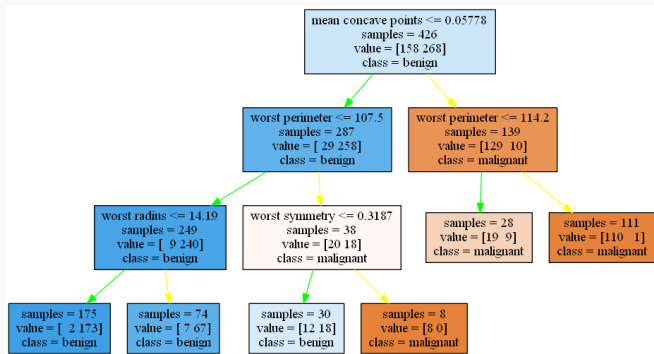 mean concave points <= 0.05778
samples = 426
value = [158 268]
class = benign
worst perimeter <= 107.5
samples = 287
value = [ 29 258]
class = benign
worst perimeter <= 114.2
samples = 139
value = [129  10]
class = malignant
worst radius <= 14.19
samples = 249
value = [  9 240]
class = benign
worst symmetry <= 0.3187
samples = 38
value = [20 18]
class = malignant
samples = 28
value = [19  9]
class = malignant
samples = 111
value = [110   1]
class = malignant
samples = 175
value = [  2 173]
class = benign
samples = 74
value = [ 7 67]
class = benign
samples = 30
value = [12 18]
class = benign
samples = 8
value = [8 0]
class = malignant